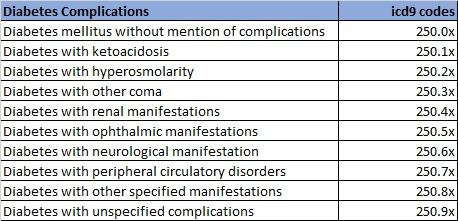 Diabetes Complications icd9 codes
Diabetes mellitus without mention of complications 250.0x
Diabetes with ketoacidosis 250.1x
Diabetes with hyperosmolarity 250.2x
Diabetes with other coma 250.3x
Diabetes with renal manifestations 250.4x
Diabetes with ophthalmic manifestations 250.5x
Diabetes with neurological manifestation 250.6x
Diabetes with peripheral circulatory disorders 250.7x
Diabetes with other specified manifestations 250.8x
Diabetes with unspecified complications 250.9x